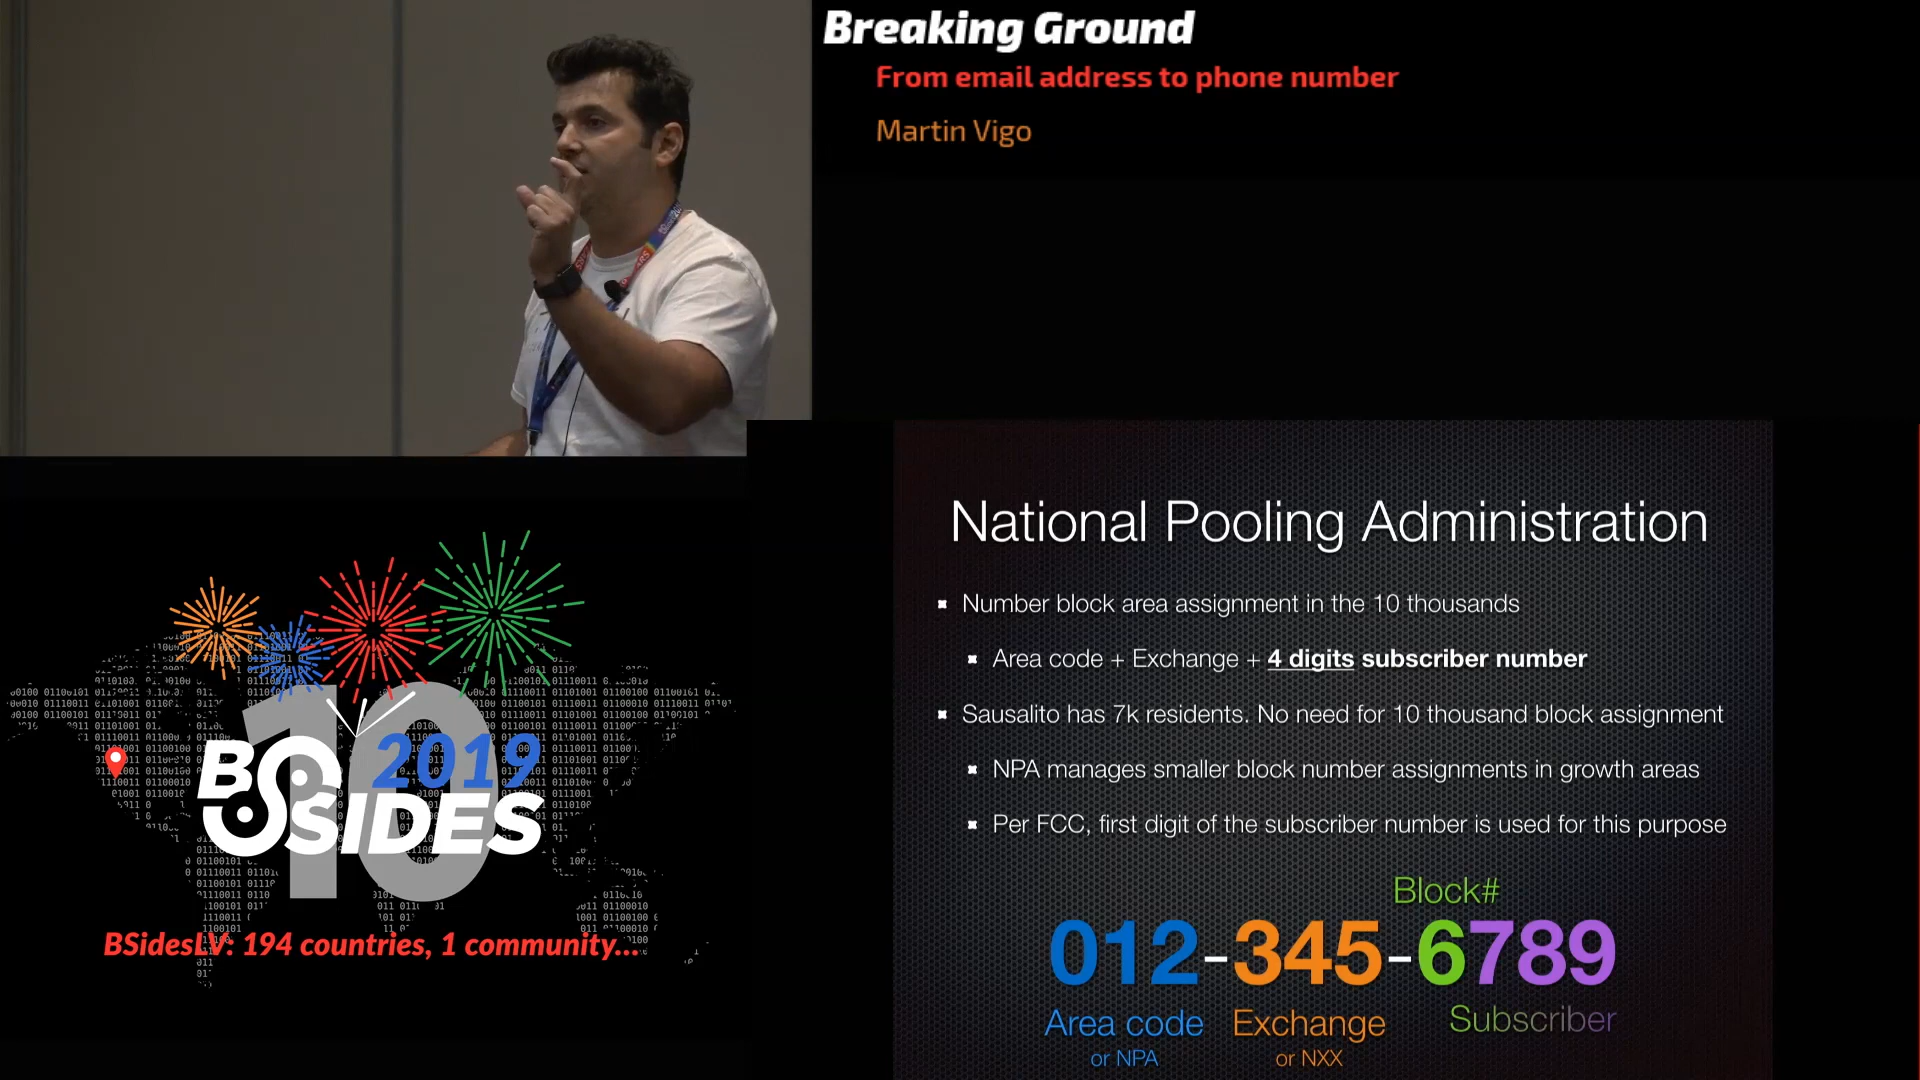 Breaking Ground
From email address to phone number
Martin Vigo
National Pooling Administration
Number block area assignment in the 10 thousands
Area code + Exchange + 4 digits subscriber number
Sausalito has 7k residents. No need for 10 thousand block assignment
NPA manages smaller block number assignments in growth areas
Per FCC, first digit of the subscriber number is used for this purpose
Block#
012-345-6789
Area code Exchange Subscriber
or NPA or NXX
10
2019
BSIDES
BSidesLV: 194 countries, 1 community...